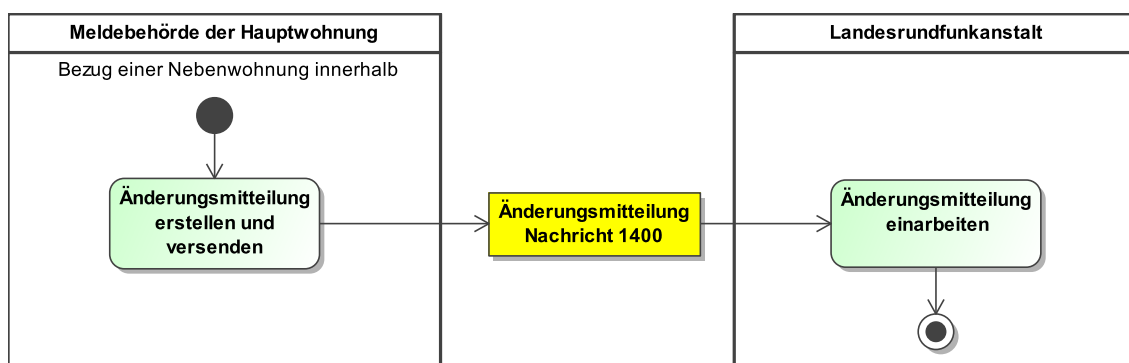 Meldebehörde der Hauptwohnung
Bezug einer Nebenwohnung innerhalb
Änderungsmitteilung
erstellen und
versenden
Änderungsmitteilung
Nachricht 1400
Landesrundfunkanstalt
Änderungsmitteilung
einarbeiten